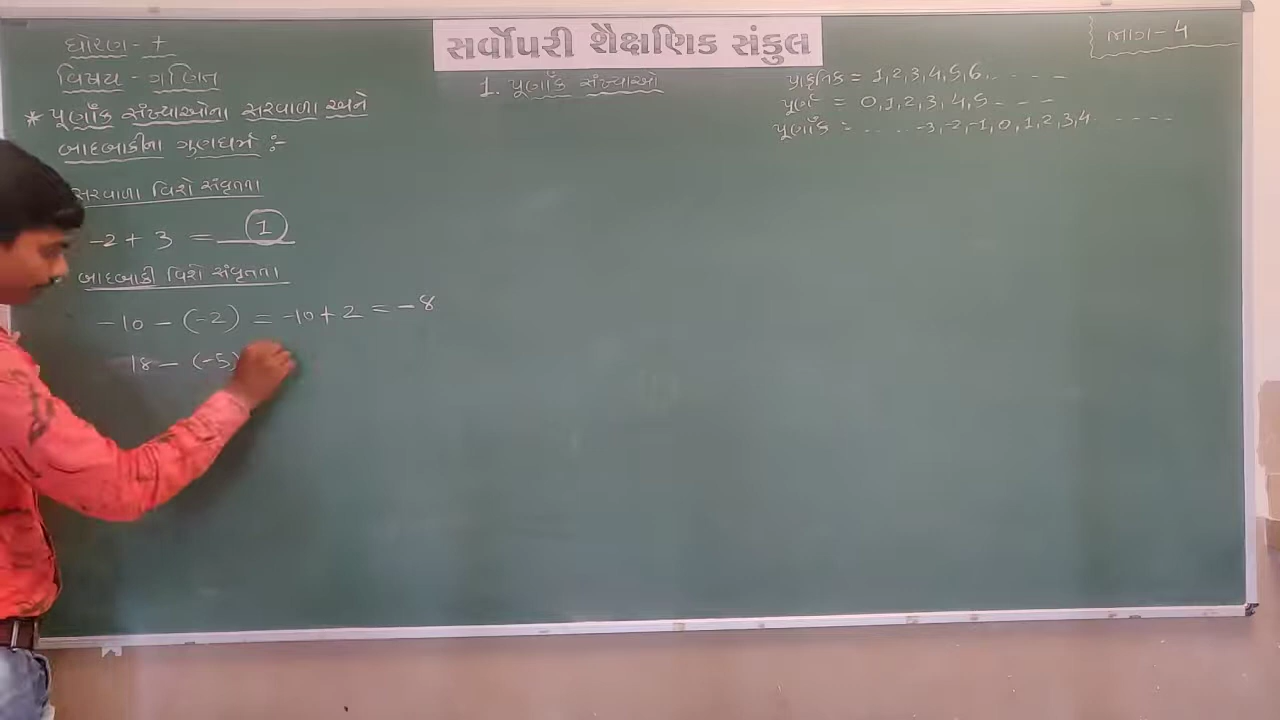 સર્વોપરી શૈક્ષણિક સંકુલ
ધોરણ - 7
વિષય - ગણિત
1. પૂર્ણાંક સંખ્યાઓ
ભાગ - 4
પ્રાકૃતિક = 1,2,3,4,5,6, - - - -
પૂર્ણ = 0,1,2,3,4,5 - - - -
પૂર્ણાંક = .... -3,-2,-1,0,1,2,3,4 - - - - -
* પૂર્ણાંક સંખ્યાઓના સરવાળા અને
બાદબાકીના ગુણધર્મ :-
સરવાળા વિશે સંવૃતતા
-2 + 3 = 1
બાદબાકી વિશે સંવૃતતા
-10 - (-2) = -10 + 2 = -8
18 - (-5)